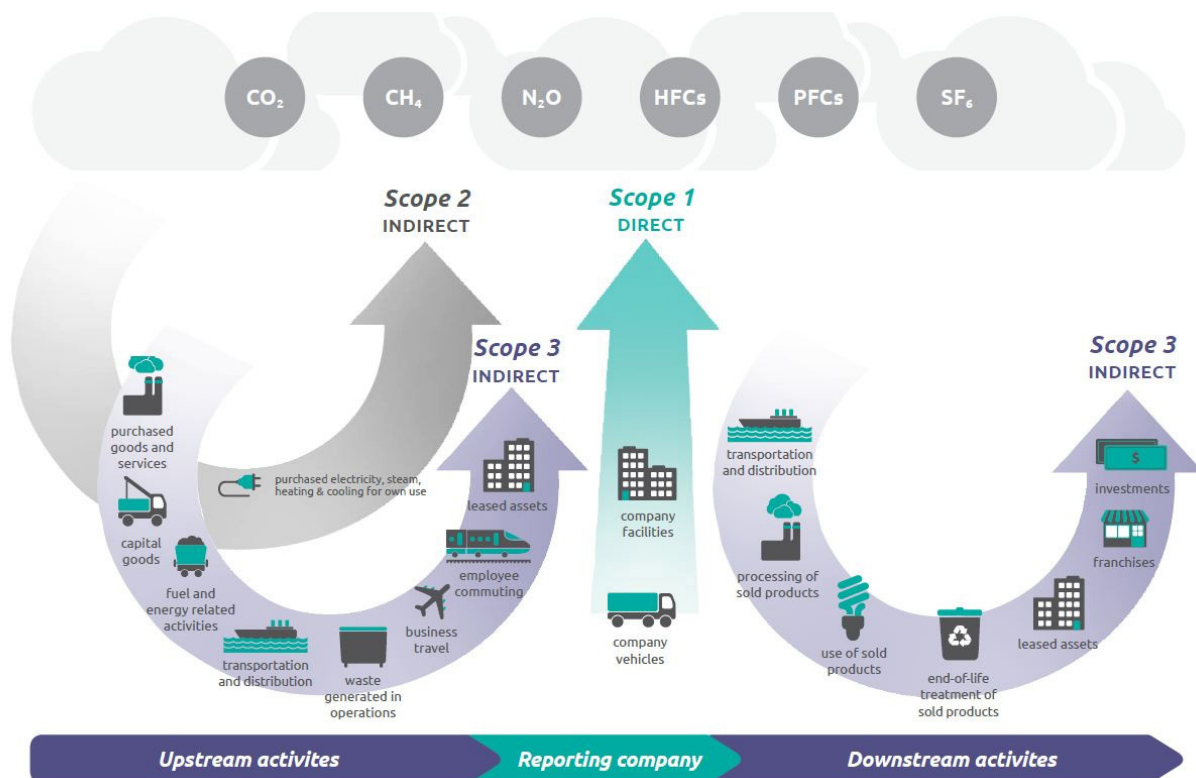 CO₂
CH₄
N₂O
HFCs
PFCs
SF₆
Scope 2
INDIRECT
Scope 1
DIRECT
Scope 3
INDIRECT
Scope 3
INDIRECT
purchased
goods and
services
capital
goods
fuel and
energy related
activities
purchased electricity, steam,
heating & cooling for own use
transportation
and distribution
waste
generated in
operations
business
travel
employee
commuting
leased assets
company
facilities
company
vehicles
transportation
and distribution
processing of
sold products
use of sold
products
end-of-life
treatment of
sold products
leased assets
franchises
$
investments
Upstream activites
Reporting company
Downstream activites